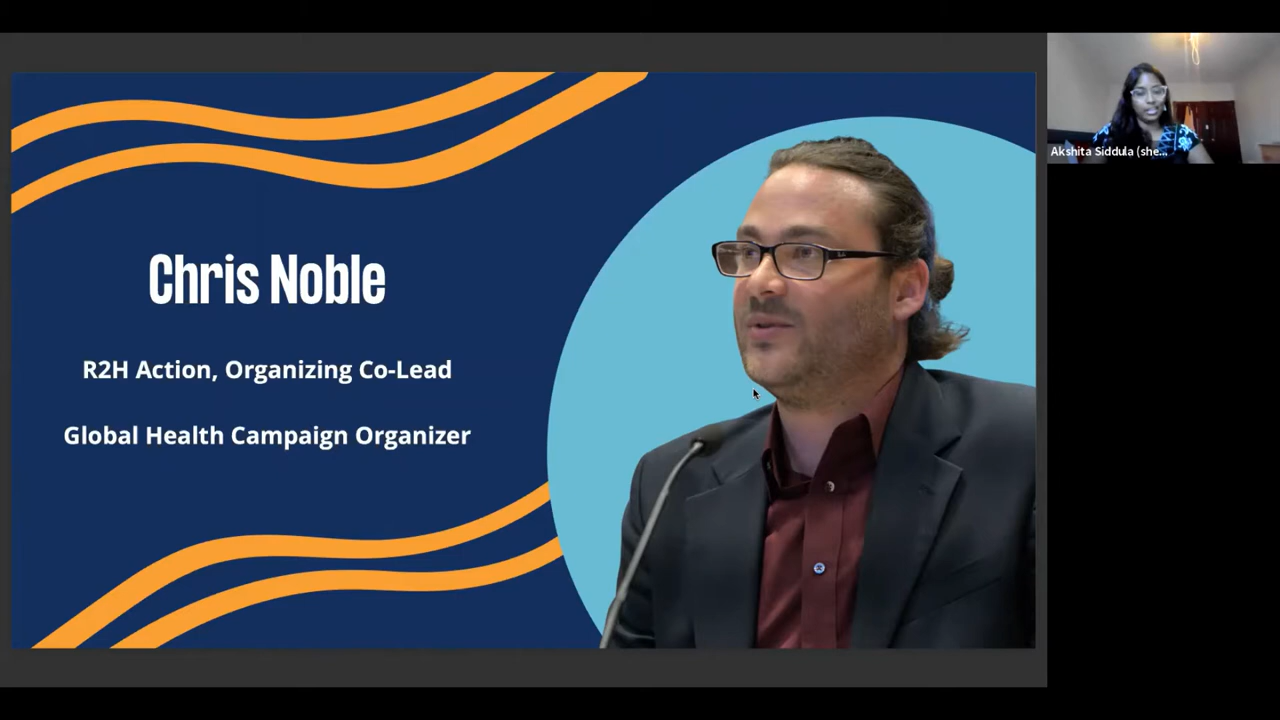 Chris Noble
R2H Action, Organizing Co-Lead
Global Health Campaign Organizer
Akshita Siddula (she...